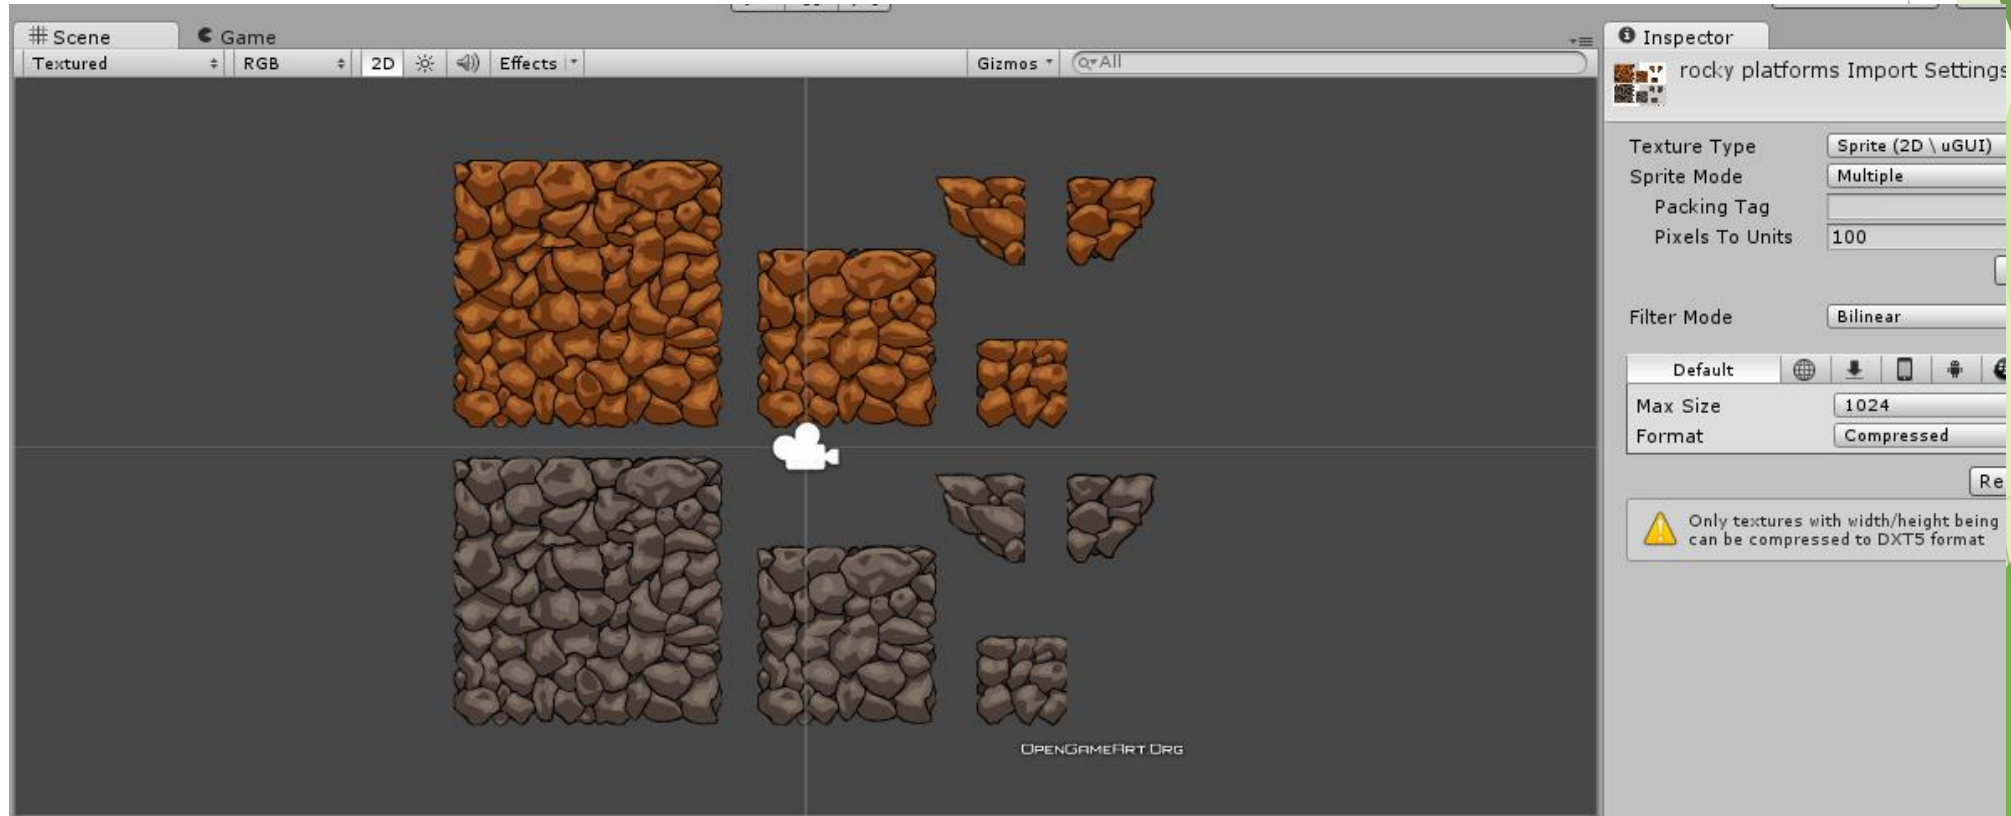 Scene
Game
Textured
RGB
2D
Effects
Gizmos
All
OpenGameArt.Org
Inspector
rocky platforms Import Settings
Texture Type
Sprite (2D \ uGUI)
Sprite Mode
Multiple
Packing Tag
Pixels To Units
100
Filter Mode
Bilinear
Default
Max Size
1024
Format
Compressed
Re
Only textures with width/height being
can be compressed to DXT5 format